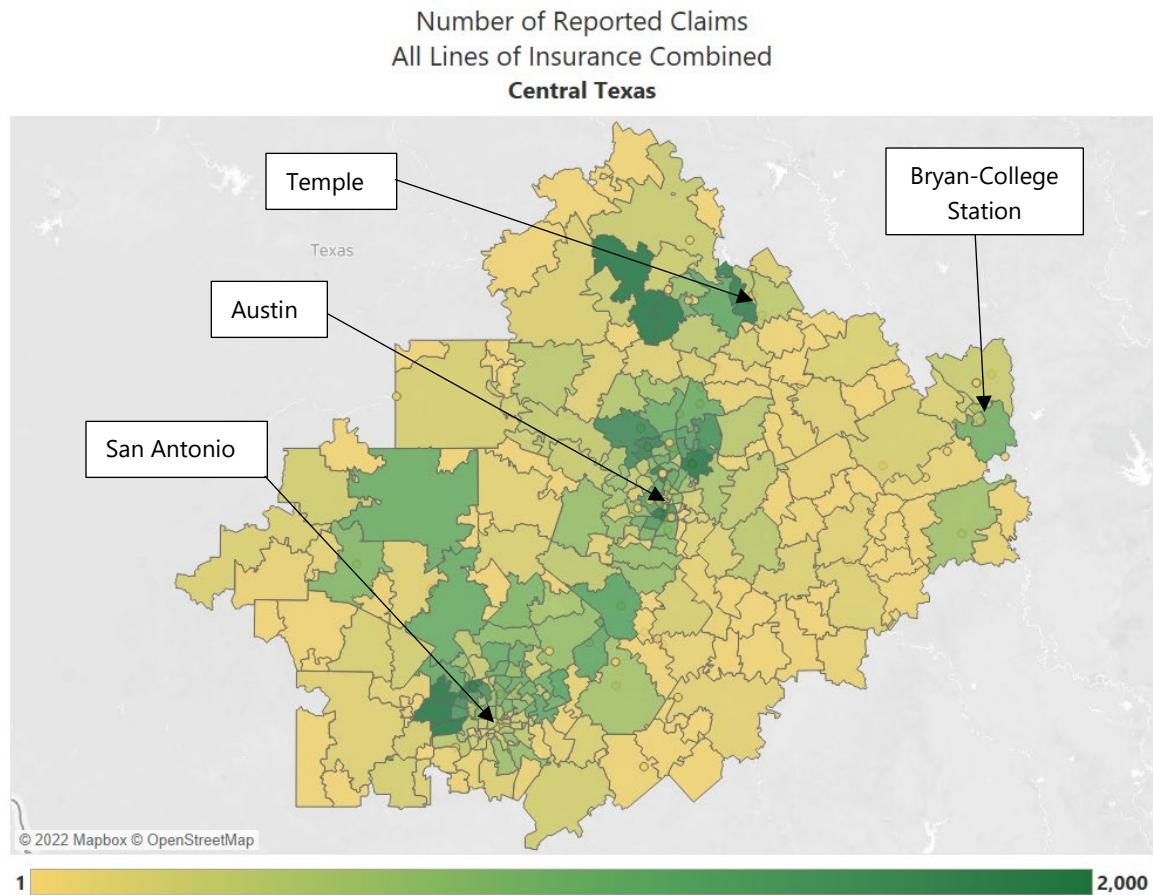 Number of Reported Claims
All Lines of Insurance Combined
Central Texas
Temple
Bryan-College
Station
Texas
Austin
San Antonio
© 2022 Mapbox © OpenStreetMap
1
2,000